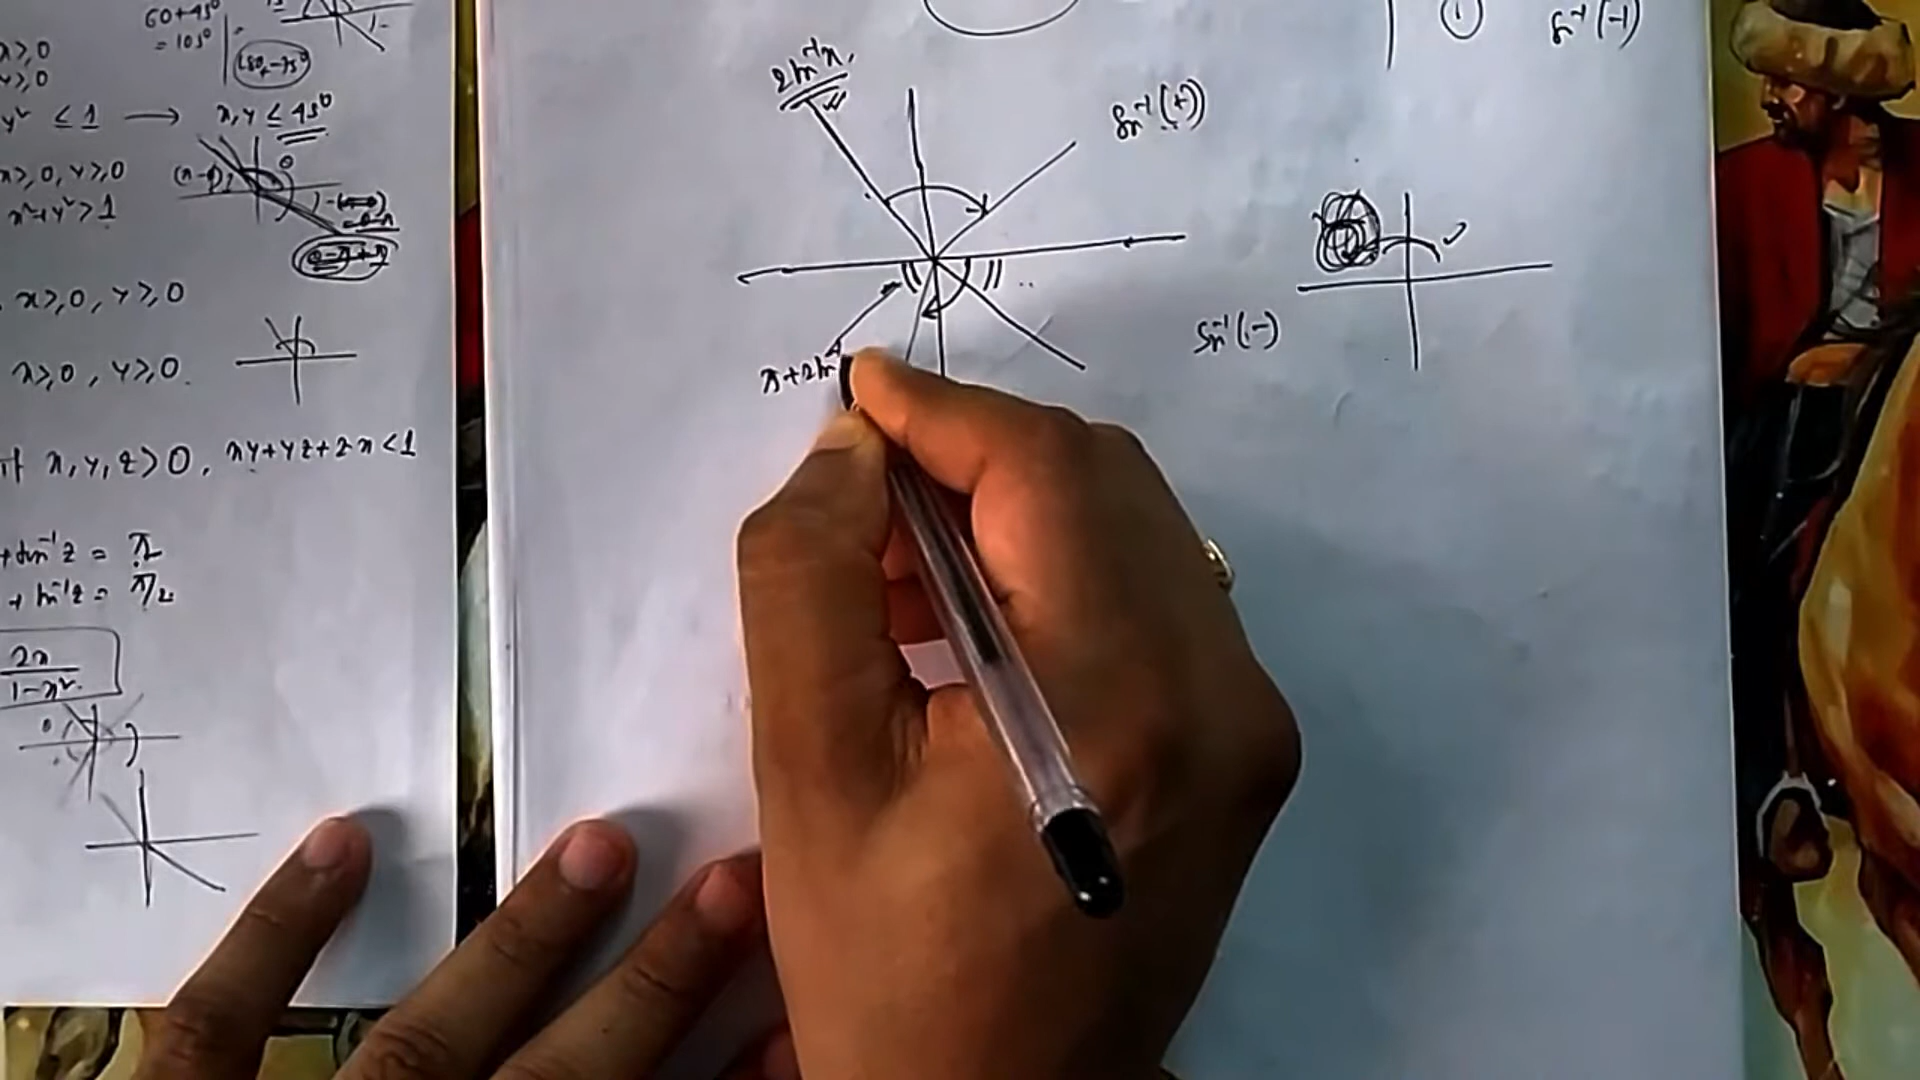 60+45°
= 105°
180-75°
x≥0
y≥0
y² ≤ 1 → x, y ≤ 45°
x≥0, y≥0
x²+y²>1
θ
θ-π
x≥0, y≥0
x≥0, y≥0.
if x, y, z>0, xy+yz+zx<1
+tan⁻¹z = π
+tan⁻¹z = π/2
2x
1-x²
θ
①
Sin⁻¹(-1)
2tan⁻¹x
Sin⁻¹(+)
Sin⁻¹(-)
π+2tan